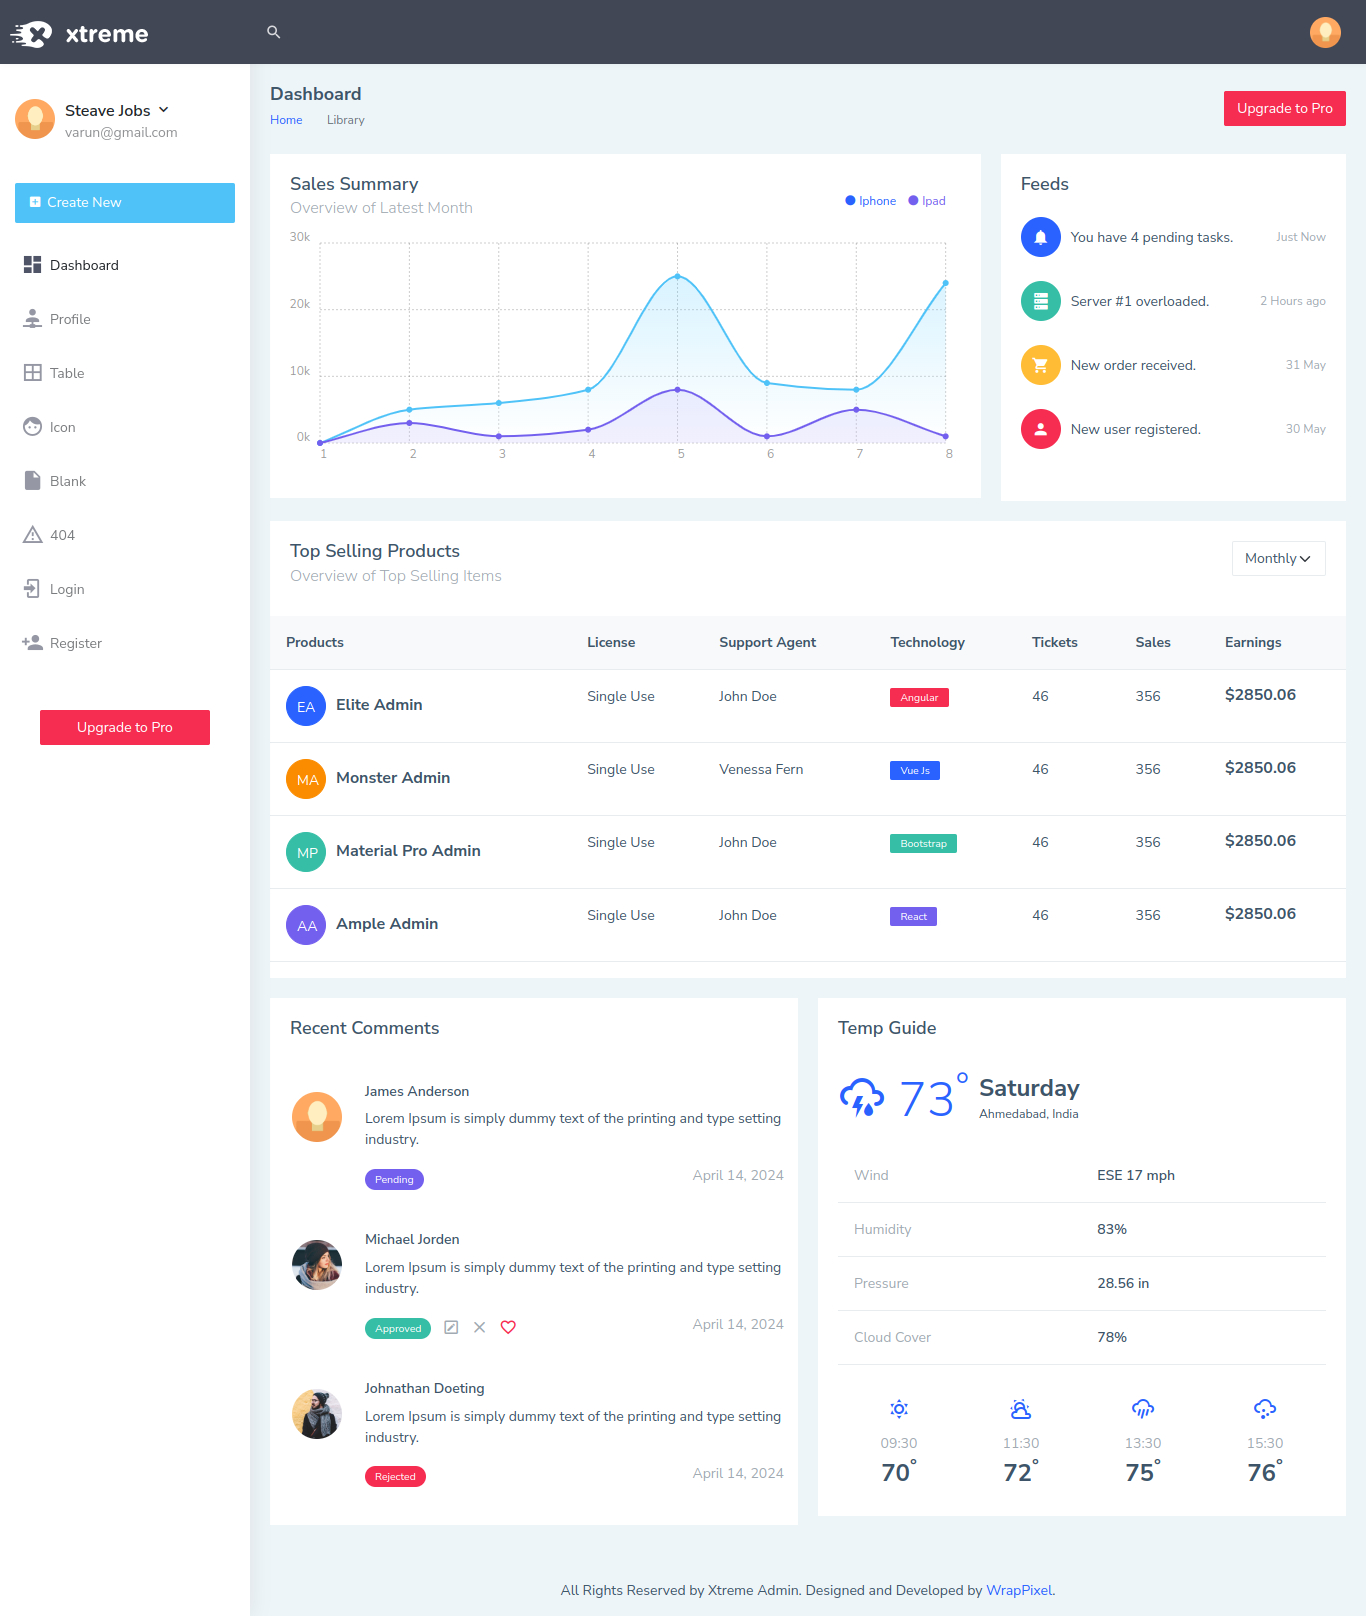 xtreme
Steave Jobs
varun@gmail.com
Create New
Dashboard
Profile
Table
Icon
Blank
404
Login
Register
Upgrade to Pro
Dashboard
Home Library
Upgrade to Pro
Sales Summary
Overview of Latest Month
Iphone Ipad
30k
20k
10k
0k
1 2 3 4 5 6 7 8
Feeds
You have 4 pending tasks. Just Now
Server #1 overloaded. 2 Hours ago
New order received. 31 May
New user registered. 30 May
Top Selling Products
Overview of Top Selling Items
Monthly
Products License Support Agent Technology Tickets Sales Earnings
EA Elite Admin Single Use John Doe Angular 46 356 $2850.06
MA Monster Admin Single Use Venessa Fern Vue Js 46 356 $2850.06
MP Material Pro Admin Single Use John Doe Bootstrap 46 356 $2850.06
AA Ample Admin Single Use John Doe React 46 356 $2850.06
Recent Comments
James Anderson
Lorem Ipsum is simply dummy text of the printing and type setting
industry.
Pending April 14, 2024
Michael Jorden
Lorem Ipsum is simply dummy text of the printing and type setting
industry.
Approved April 14, 2024
Johnathan Doeting
Lorem Ipsum is simply dummy text of the printing and type setting
industry.
Rejected April 14, 2024
Temp Guide
73° Saturday
Ahmedabad, India
Wind ESE 17 mph
Humidity 83%
Pressure 28.56 in
Cloud Cover 78%
09:30 11:30 13:30 15:30
70° 72° 75° 76°
All Rights Reserved by Xtreme Admin. Designed and Developed by WrapPixel.